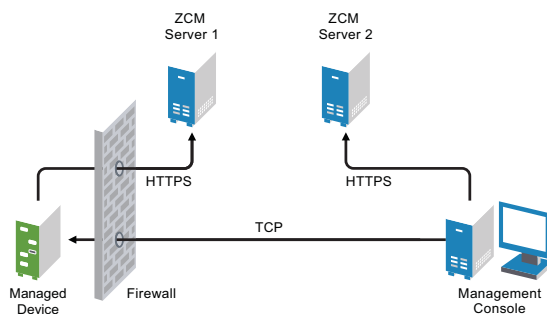 ZCM
Server 1
ZCM
Server 2
HTTPS
HTTPS
TCP
Managed
Device
Firewall
Management
Console